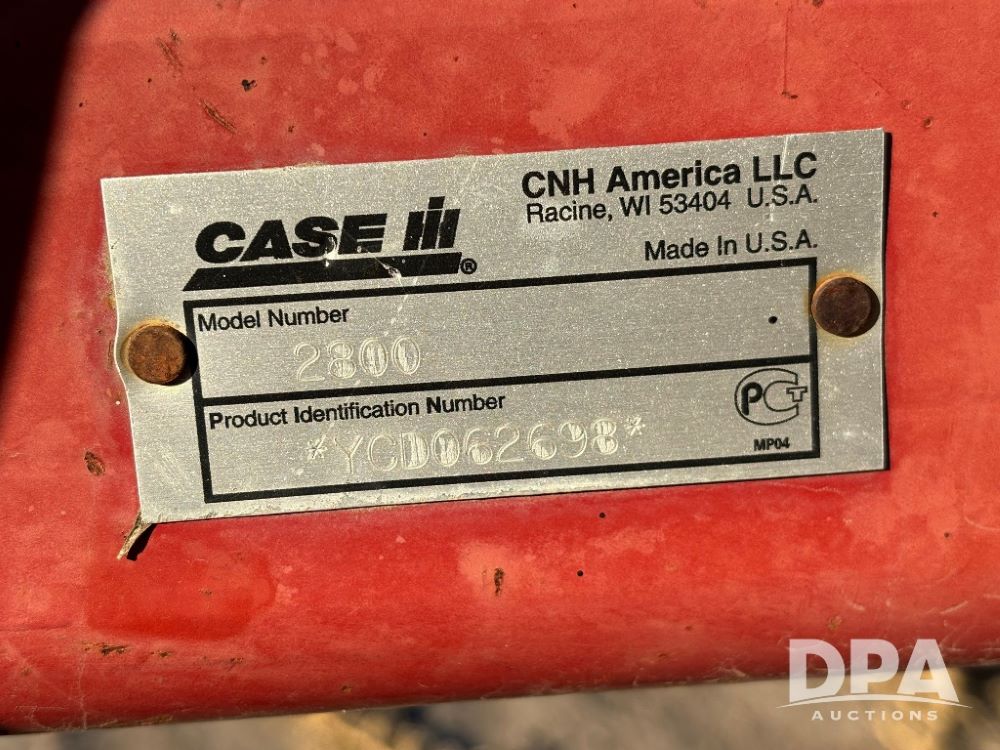 CASE IH®
CNH America LLC
Racine, WI 53404 U.S.A.
Made In U.S.A.
Model Number
2800
Product Identification Number
*YCD062698*
PCT
MP04
DPA
AUCTIONS